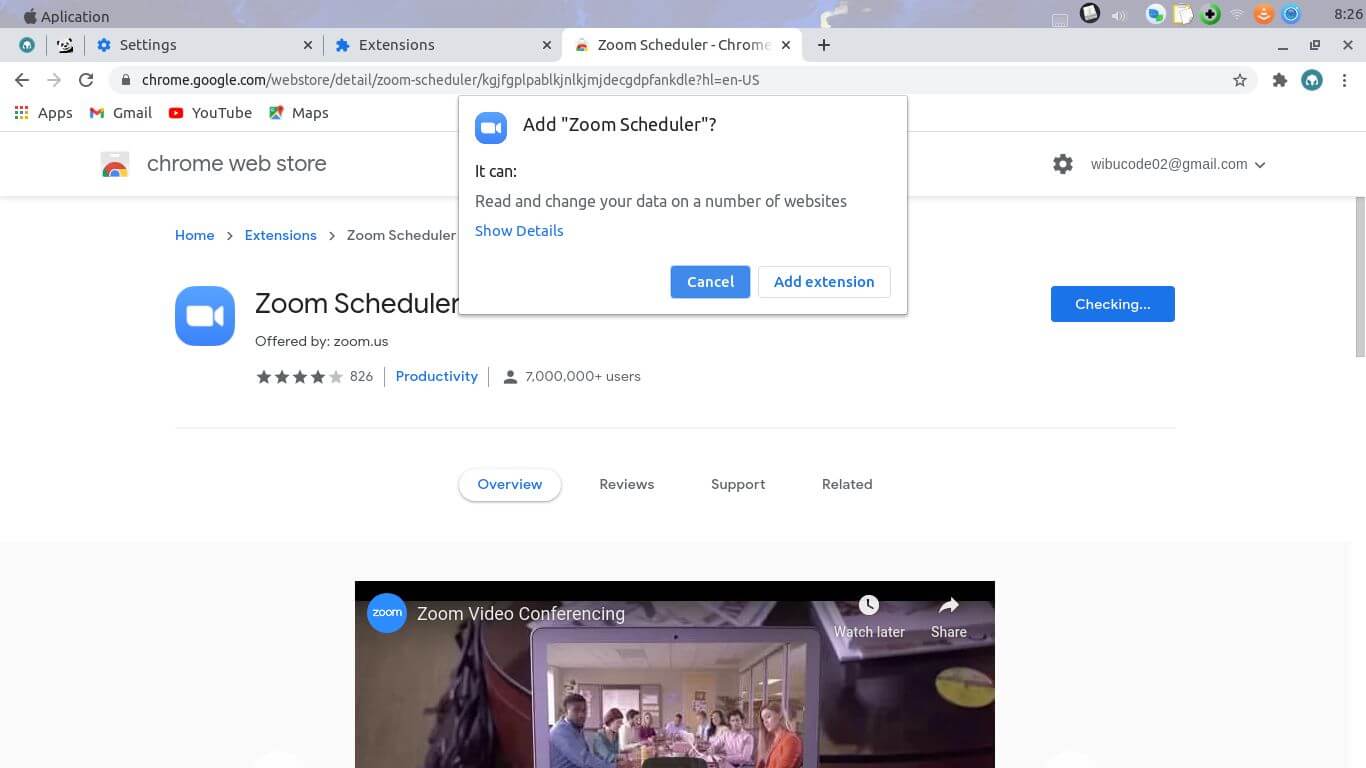 Aplication
8:26
Settings
Extensions
Zoom Scheduler - Chrome
chrome.google.com/webstore/detail/zoom-scheduler/kgjfgplpablkjnlkjmjdecgdpfankdle?hl=en-US
Apps
Gmail
YouTube
Maps
Add "Zoom Scheduler"?
It can:
Read and change your data on a number of websites
Show Details
Cancel
Add extension
chrome web store
wibucode02@gmail.com
Home
Extensions
Zoom Scheduler
Zoom Scheduler
Checking...
Offered by: zoom.us
826
Productivity
7,000,000+ users
Overview
Reviews
Support
Related
zoom
Zoom Video Conferencing
Watch later
Share